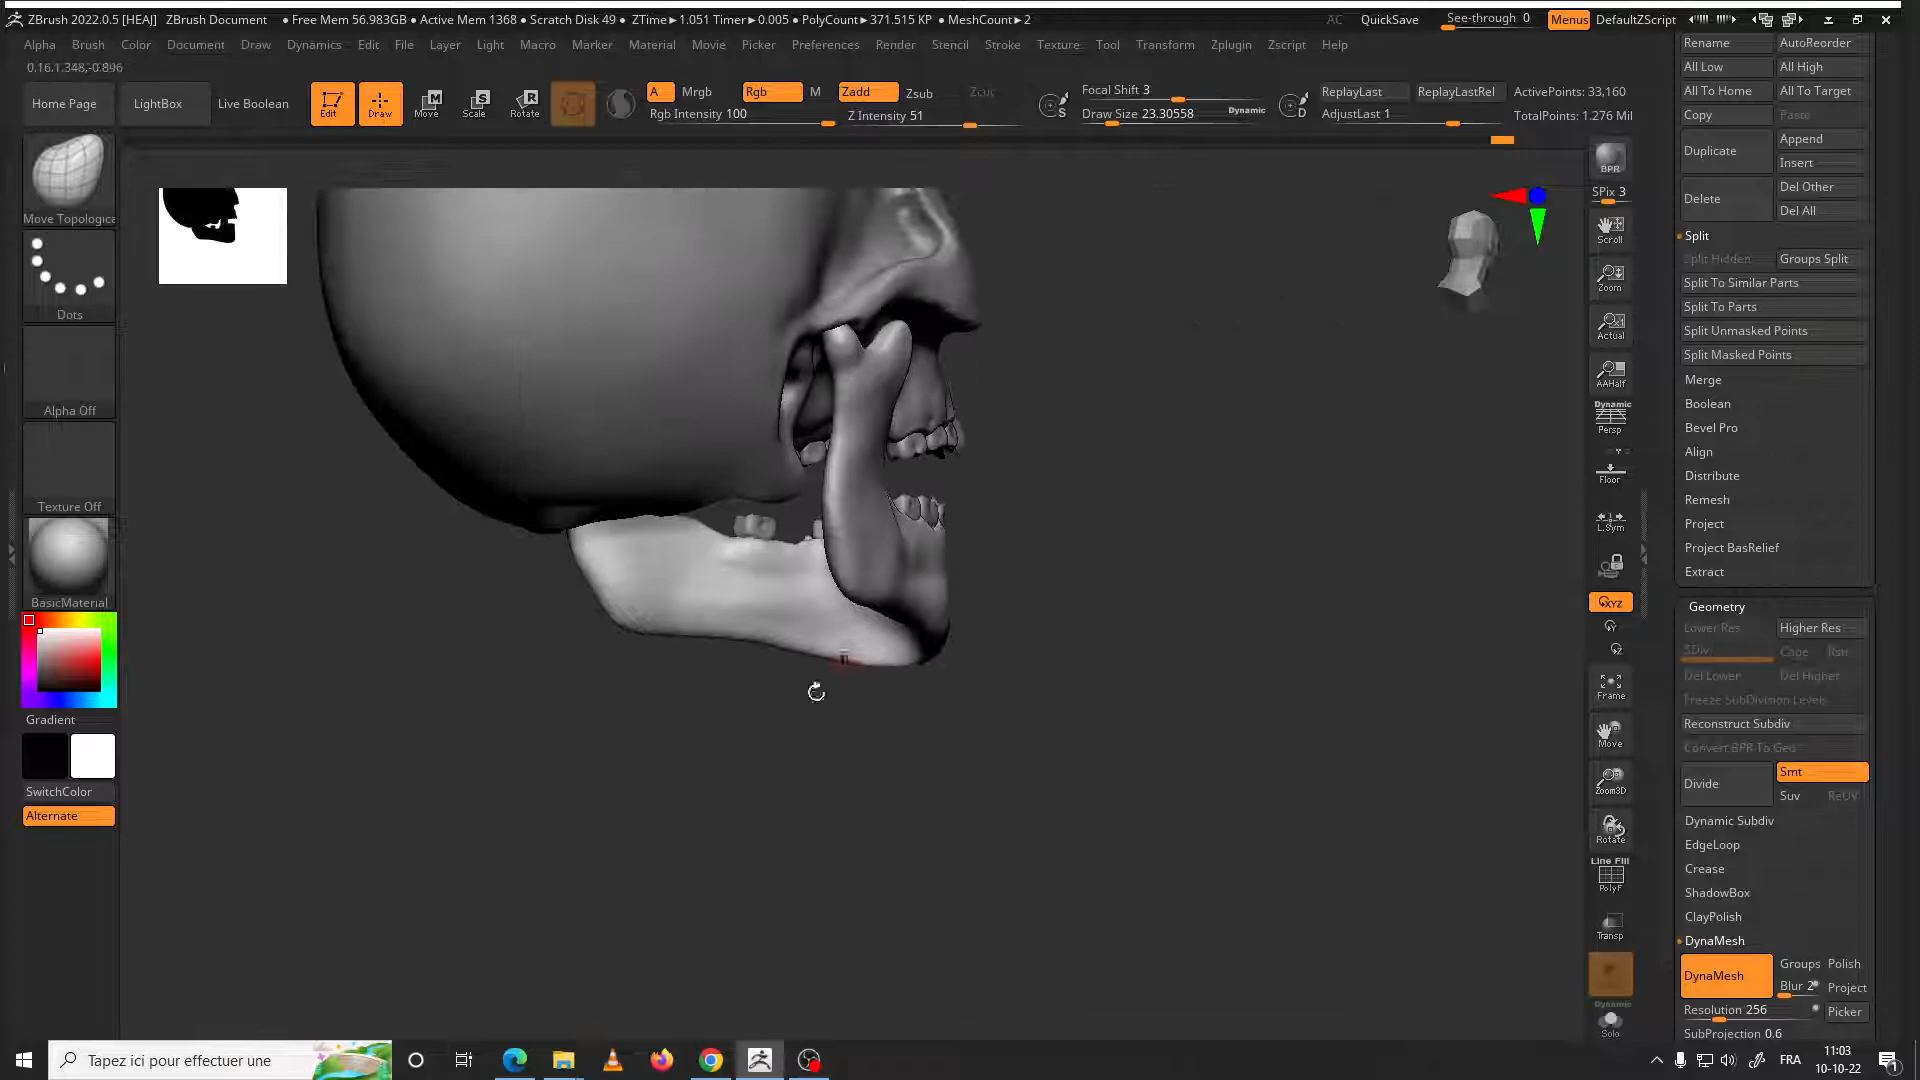 ZBrush 2022.0.5 [HEAJ] ZBrush Document ● Free Mem 56.983GB ● Active Mem 1368 ● Scratch Disk 49 ● ZTime►1.051 Timer►0.005 ● PolyCount►371.515 KP ● MeshCount►2 AC QuickSave See-through 0 Menus DefaultZScript
Alpha Brush Color Document Draw Dynamics Edit File Layer Light Macro Marker Material Movie Picker Preferences Render Stencil Stroke Texture Tool Transform Zplugin Zscript Help
0.16,1.348,-0.896
Home Page LightBox Live Boolean Edit Draw Move Scale Rotate
A Mrgb Rgb M Zadd Zsub Zcut
Rgb Intensity 100 Z Intensity 51
Focal Shift 3
Draw Size 23.30558 Dynamic
S D
ReplayLast ReplayLastRel ActivePoints: 33,160
AdjustLast 1 TotalPoints: 1.276 Mil
Move Topologica
Dots
Alpha Off
Texture Off
BasicMaterial
Gradient
SwitchColor
Alternate
BPR
SPix 3
Scroll
Zoom
Actual
AAHalf
Dynamic
Persp
Floor
L.Sym
XYZ
Y
Z
Frame
Move
Zoom3D
Rotate
Line Fill
PolyF
Transp
Dynamic
Solo
Rename AutoReorder
All Low All High
All To Home All To Target
Copy Paste
Duplicate Append
Insert
Delete Del Other
Del All
Split
Split Hidden Groups Split
Split To Similar Parts
Split To Parts
Split Unmasked Points
Split Masked Points
Merge
Boolean
Bevel Pro
Align
Distribute
Remesh
Project
Project BasRelief
Extract
Geometry
Lower Res Higher Res
SDiv Cage Rstr
Del Lower Del Higher
Freeze SubDivision Levels
Reconstruct Subdiv
Convert BPR To Geo
Divide Smt
Suv ReUV
Dynamic Subdiv
EdgeLoop
Crease
ShadowBox
ClayPolish
DynaMesh
DynaMesh Groups Polish
Blur 2 Project
Resolution 256 Picker
SubProjection 0.6
Tapez ici pour effectuer une
FRA
11:03
10-10-22
1